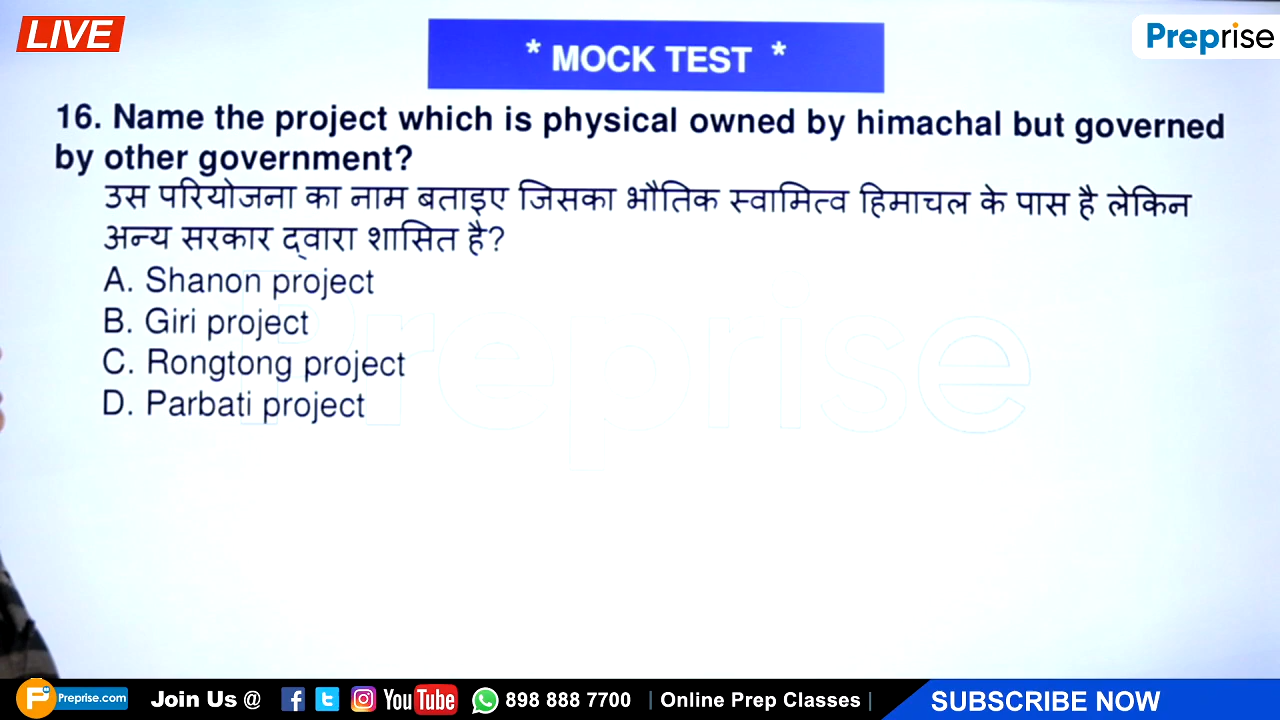 LIVE
* MOCK TEST *
Preprise
16. Name the project which is physical owned by himachal but governed
by other government?
उस परियोजना का नाम बताइए जिसका भौतिक स्वामित्व हिमाचल के पास है लेकिन
अन्य सरकार द्वारा शासित है?
A. Shanon project
B. Giri project
C. Rongtong project
D. Parbati project
Preprise
Preprise.com Join Us @ YouTube 898 888 7700 | Online Prep Classes | SUBSCRIBE NOW